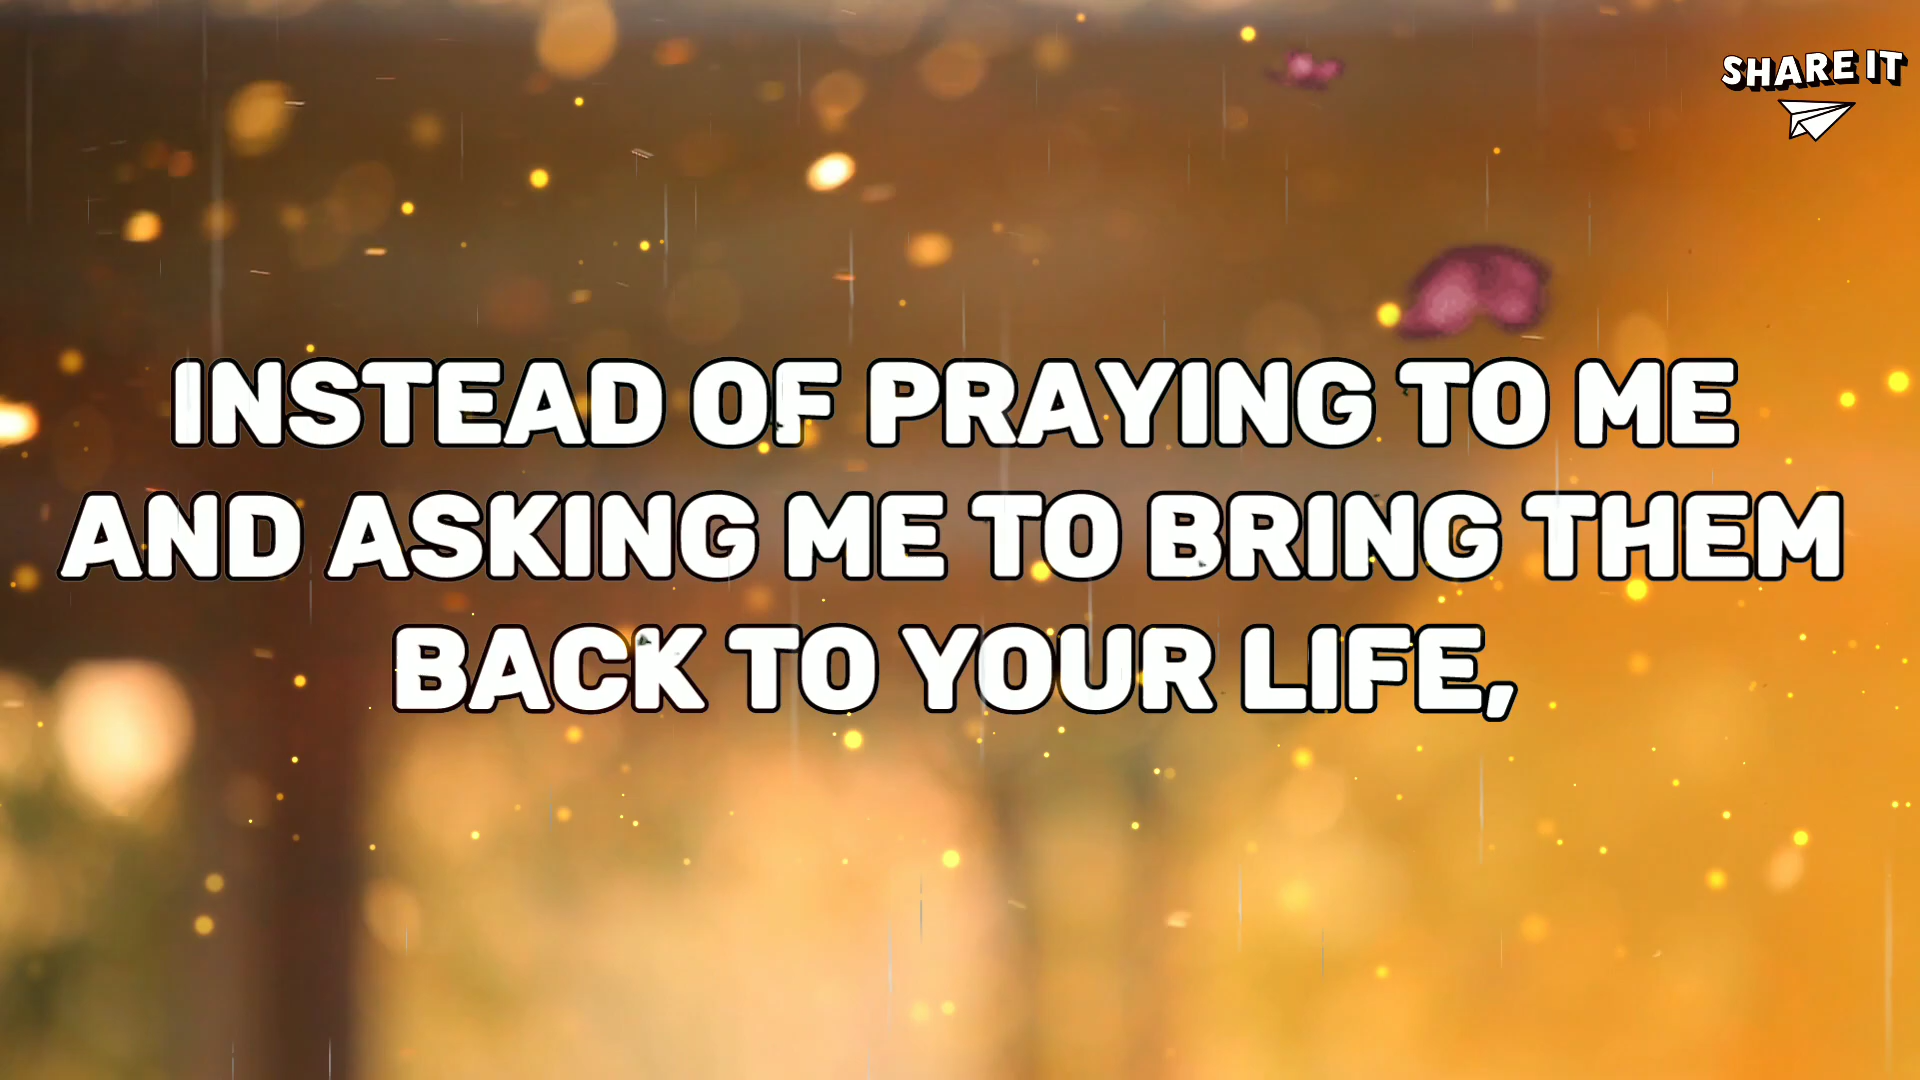 SHARE IT
INSTEAD OF PRAYING TO ME
AND ASKING ME TO BRING THEM
BACK TO YOUR LIFE,